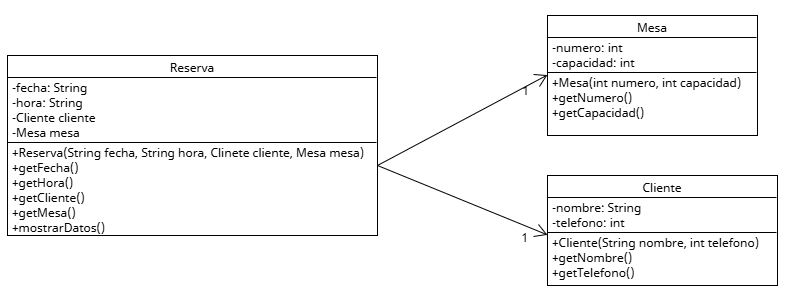 Reserva
-fecha: String
-hora: String
-Cliente cliente
-Mesa mesa
+Reserva(String fecha, String hora, Clinete cliente, Mesa mesa)
+getFecha()
+getHora()
+getCliente()
+getMesa()
+mostrarDatos()
Mesa
-numero: int
-capacidad: int
+Mesa(int numero, int capacidad)
+getNumero()
+getCapacidad()
1
Cliente
-nombre: String
-telefono: int
+Cliente(String nombre, int telefono)
+getNombre()
+getTelefono()
1